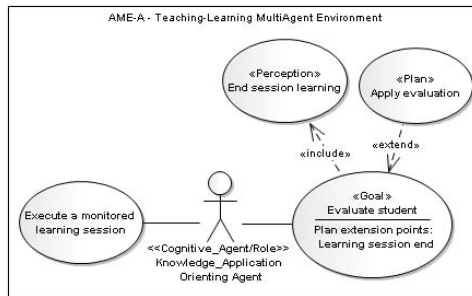 AME-A - Teaching-Learning MultiAgent Environment
«Perception»
End session learning
«Plan»
Apply evaluation
«include»
«extend»
Execute a monitored
learning session
«Goal»
Evaluate student
Plan extension points:
Learning session end
<<Cognitive_Agent/Role>>
Knowledge_Application
Orienting Agent